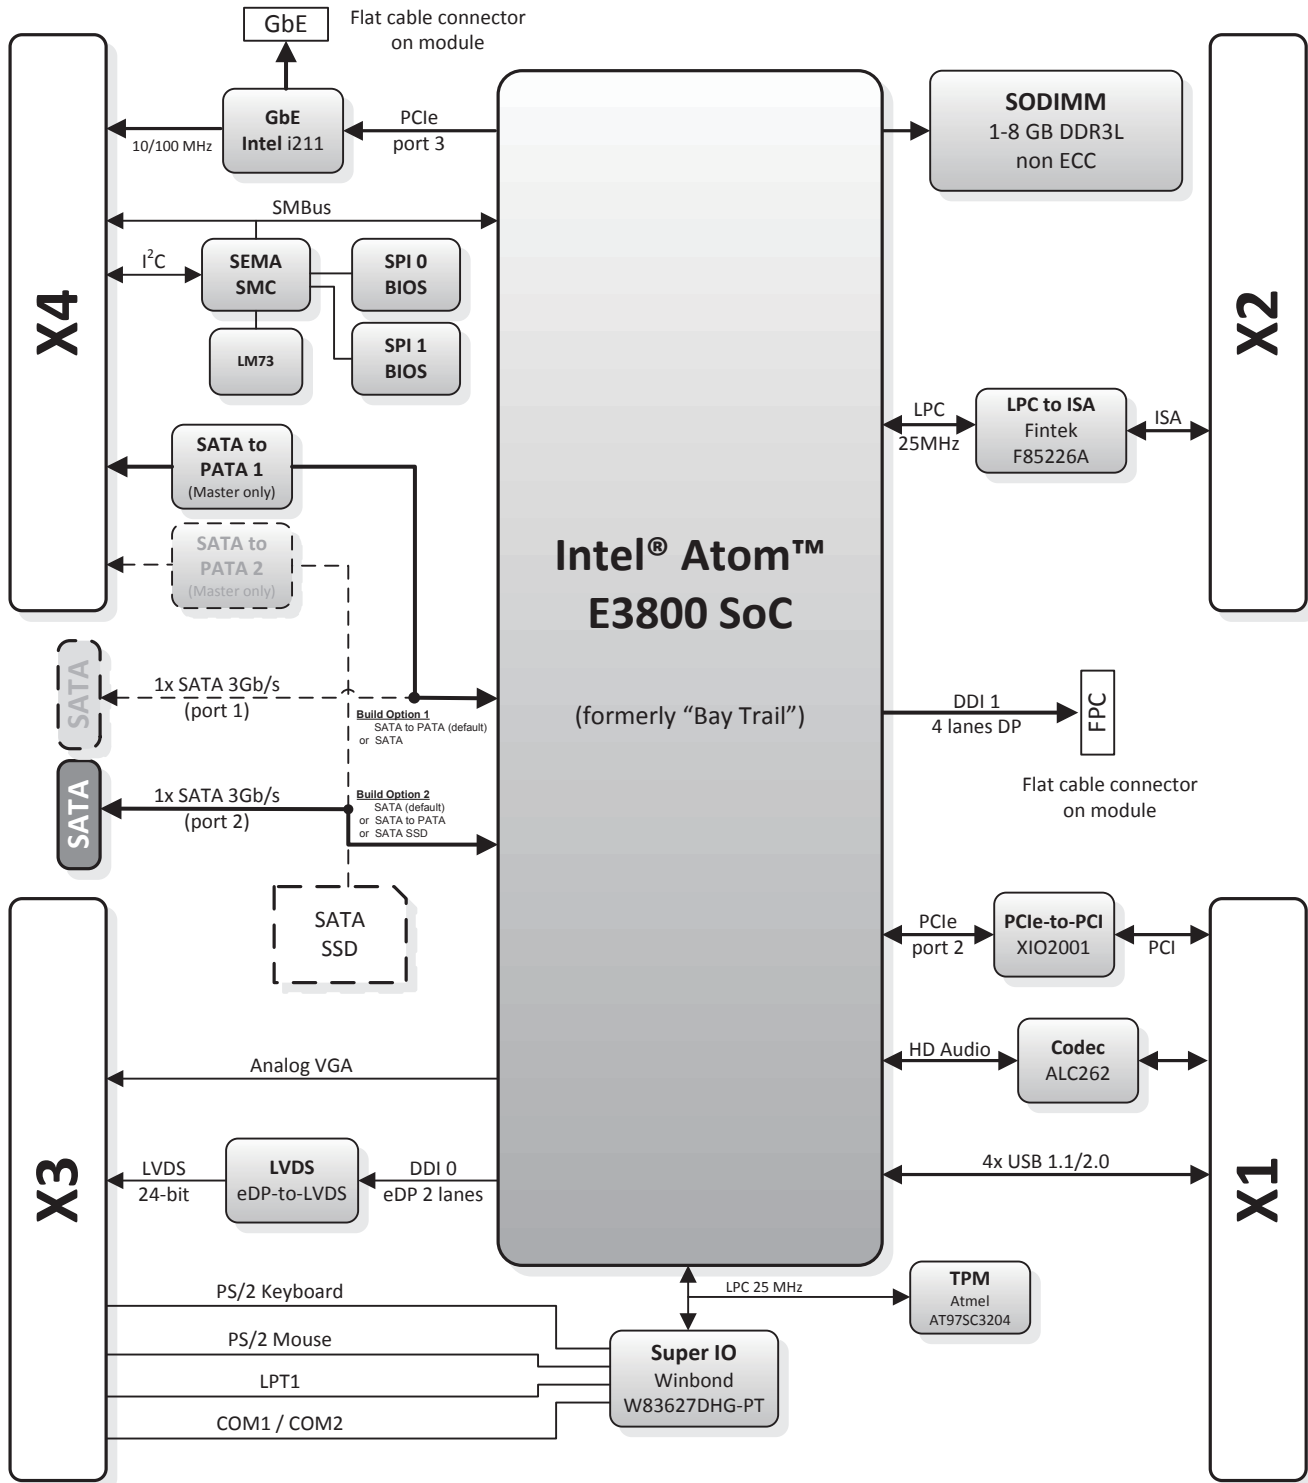 GbE
Flat cable connector
on module
GbE
Intel i211
10/100 MHz
PCIe
port 3
SODIMM
1-8 GB DDR3L
non ECC
SMBus
I²C
SEMA
SMC
SPI 0
BIOS
LM73
SPI 1
BIOS
X4
X2
LPC
25MHz
LPC to ISA
Fintek
F85226A
ISA
SATA to
PATA 1
(Master only)
SATA to
PATA 2
(Master only)
Intel® Atom™
E3800 SoC
(formerly “Bay Trail”)
SATA
1x SATA 3Gb/s
(port 1)
Build Option 1
SATA to PATA (default)
or SATA
DDI 1
4 lanes DP
FPC
Flat cable connector
on module
SATA
1x SATA 3Gb/s
(port 2)
Build Option 2
SATA (default)
or SATA to PATA
or SATA SSD
SATA
SSD
PCIe
port 2
PCIe-to-PCI
XIO2001
PCI
HD Audio
Codec
ALC262
Analog VGA
X3
X1
LVDS
24-bit
LVDS
eDP-to-LVDS
DDI 0
eDP 2 lanes
4x USB 1.1/2.0
LPC 25 MHz
TPM
Atmel
AT97SC3204
PS/2 Keyboard
PS/2 Mouse
LPT1
COM1 / COM2
Super IO
Winbond
W83627DHG-PT